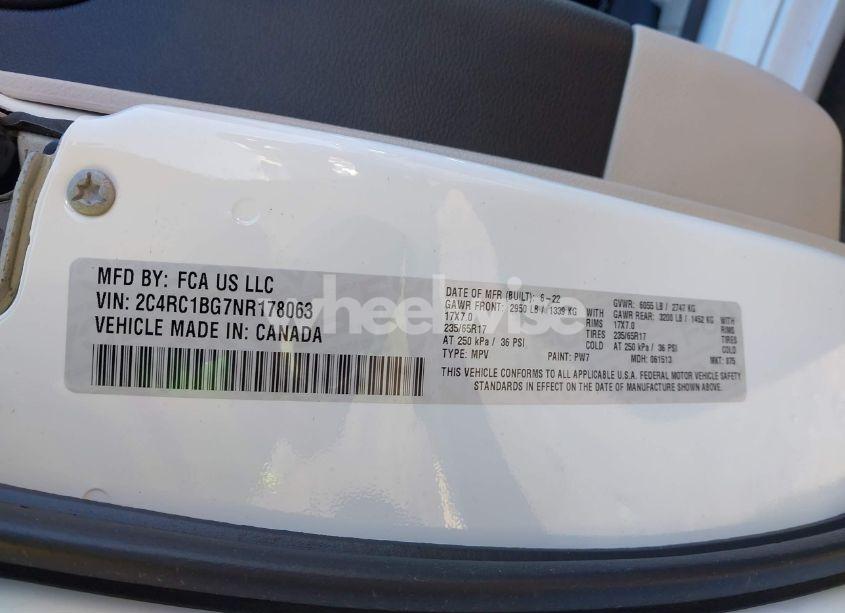 MFD BY: FCA US LLC
VIN: 2C4RC1BG7NR178063
VEHICLE MADE IN: CANADA
DATE OF MFR (BUILT): 6-22 GVWR: 6055 LB / 2747 KG
GAWR FRONT: 2950 LB / 1339 KG WITH GAWR REAR: 3200 LB / 1452 KG WITH
17X7.0 RIMS 17X7.0 RIMS
235/65R17 TIRES 235/65R17 TIRES
AT 250 kPa / 36 PSI COLD AT 250 kPa / 36 PSI COLD
TYPE: MPV PAINT: PW7 MDH: 061513 MKT: 075
THIS VEHICLE CONFORMS TO ALL APPLICABLE U.S.A. FEDERAL MOTOR VEHICLE SAFETY
STANDARDS IN EFFECT ON THE DATE OF MANUFACTURE SHOWN ABOVE.
wheelwise